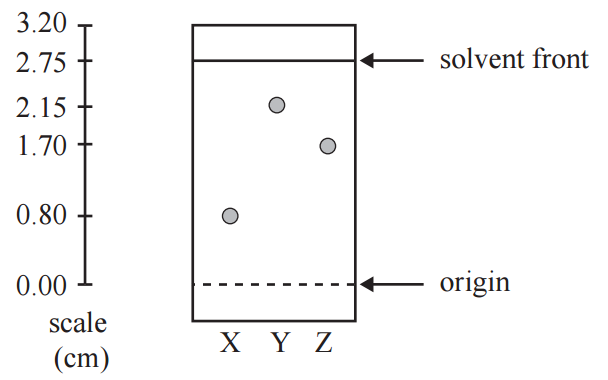 3.20
2.75
solvent front
2.15
1.70
0.80
0.00
origin
scale
(cm)
X Y Z